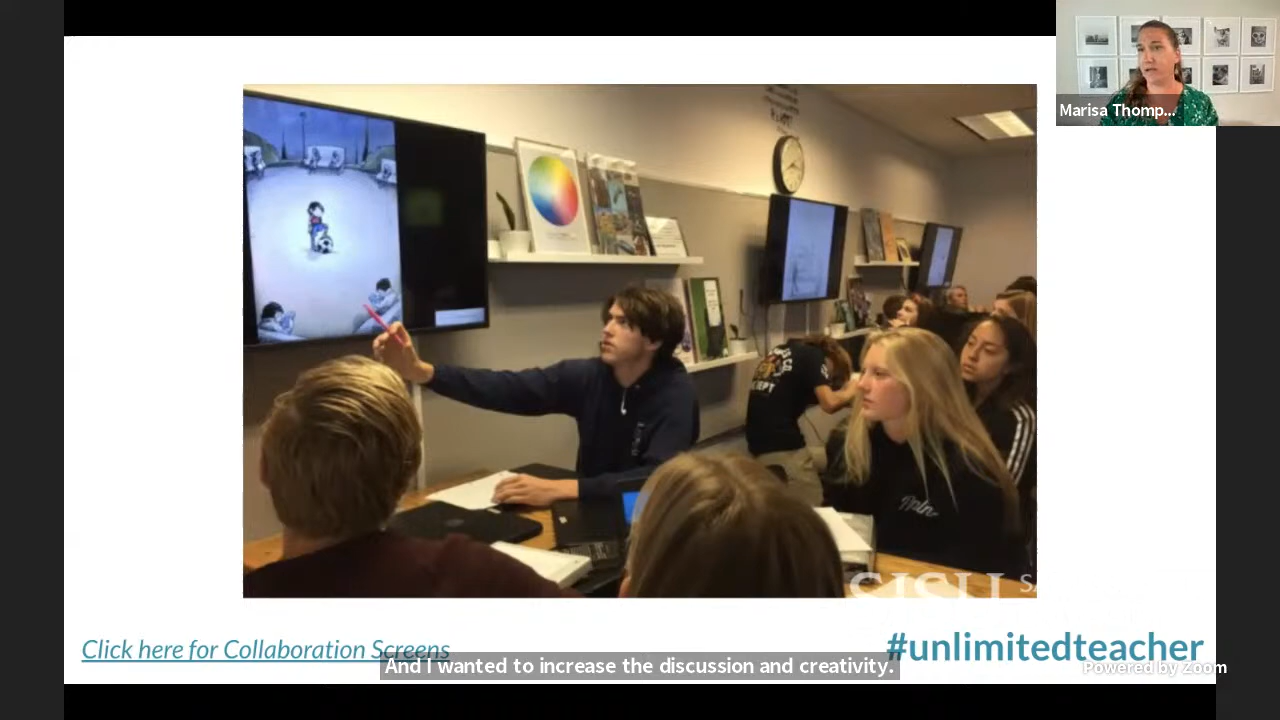 Marisa Thomp...
Click here for Collaboration Screens
#unlimitedteacher
And I wanted to increase the discussion and creativity.
Powered by Zoom
SJSU